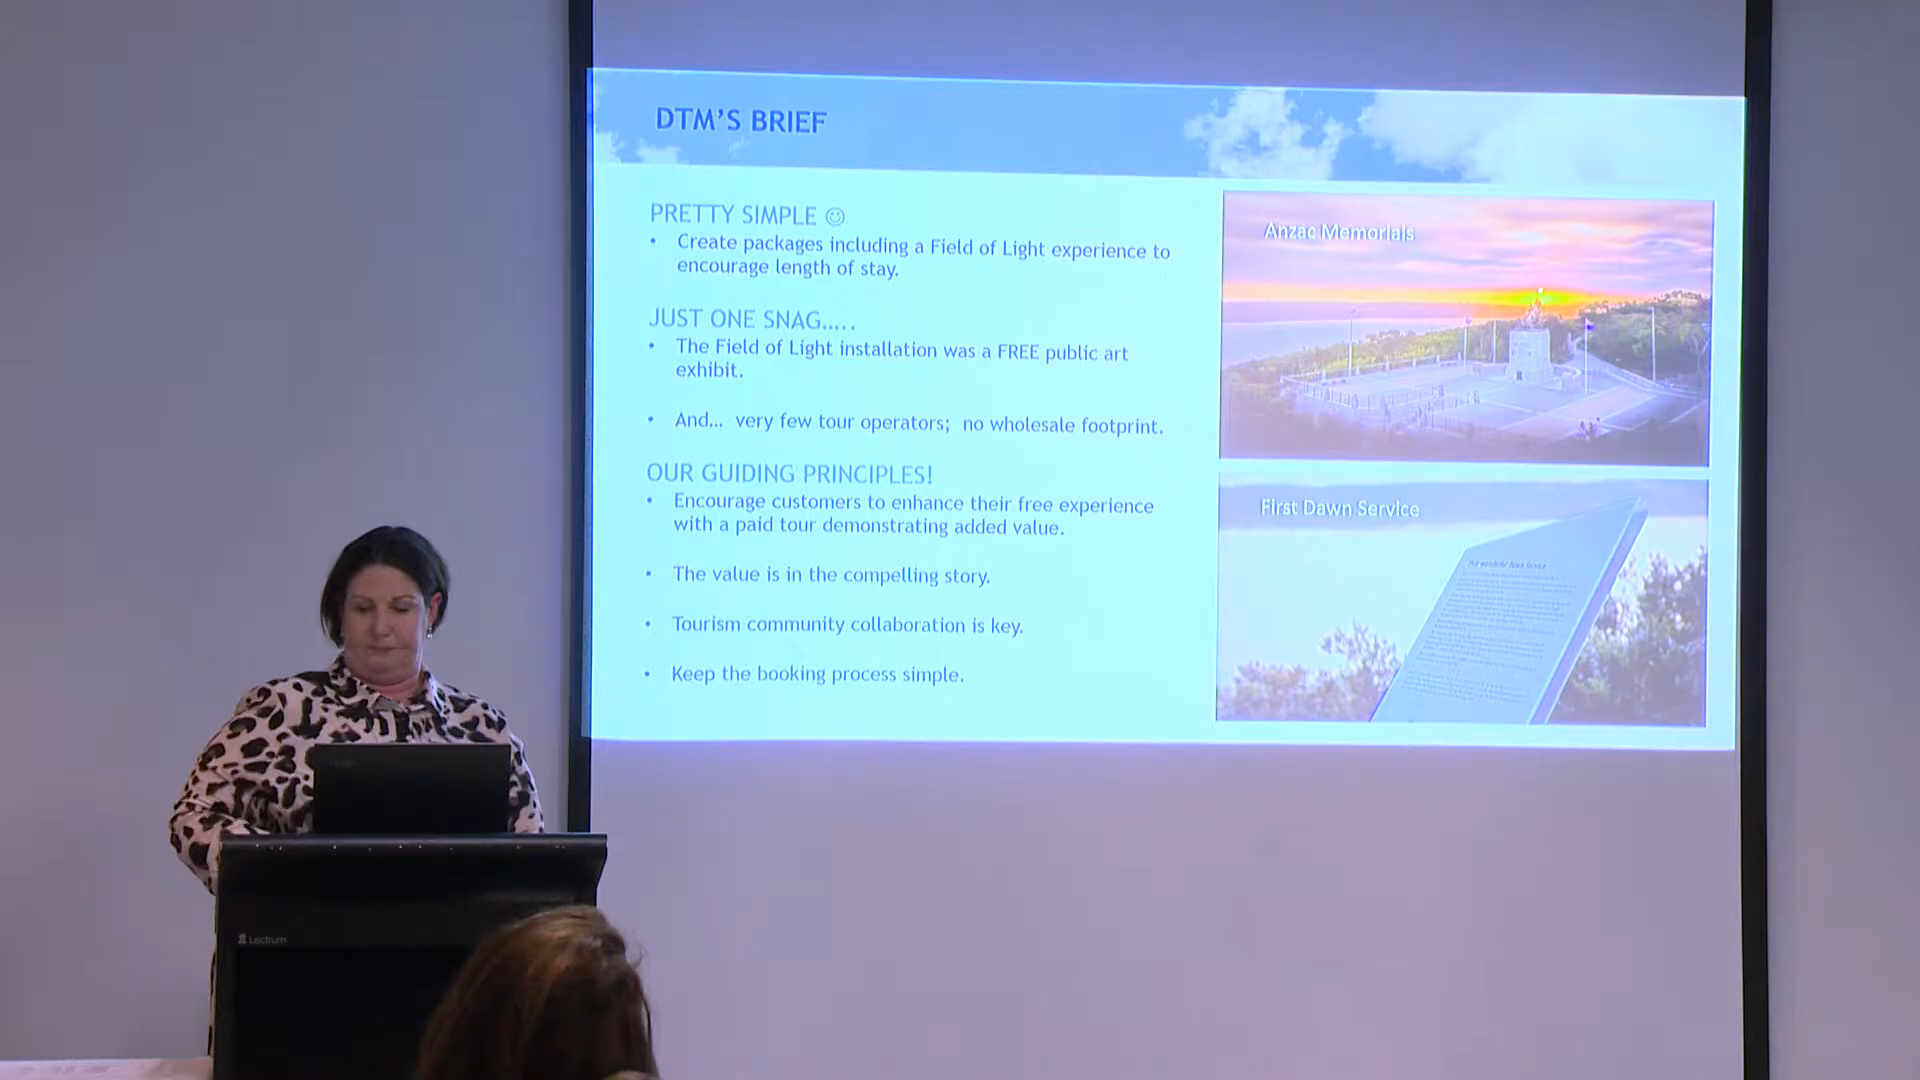 DTM'S BRIEF
PRETTY SIMPLE ☺
• Create packages including a Field of Light experience to
encourage length of stay.
JUST ONE SNAG.....
• The Field of Light installation was a FREE public art
exhibit.
• And... very few tour operators; no wholesale footprint.
OUR GUIDING PRINCIPLES!
• Encourage customers to enhance their free experience
with a paid tour demonstrating added value.
• The value is in the compelling story.
• Tourism community collaboration is key.
• Keep the booking process simple.
Anzac Memorials
First Dawn Service
Lectrum